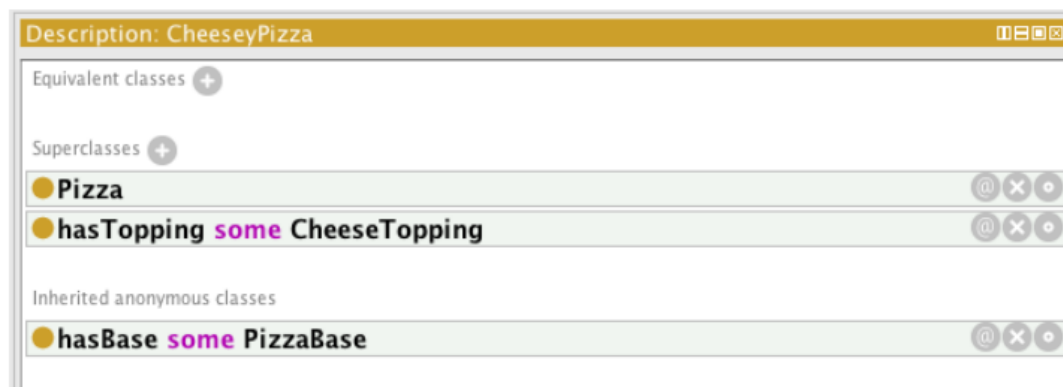 Description: CheeseyPizza
Equivalent classes
Superclasses
Pizza
hasTopping some CheeseTopping
Inherited anonymous classes
hasBase some PizzaBase